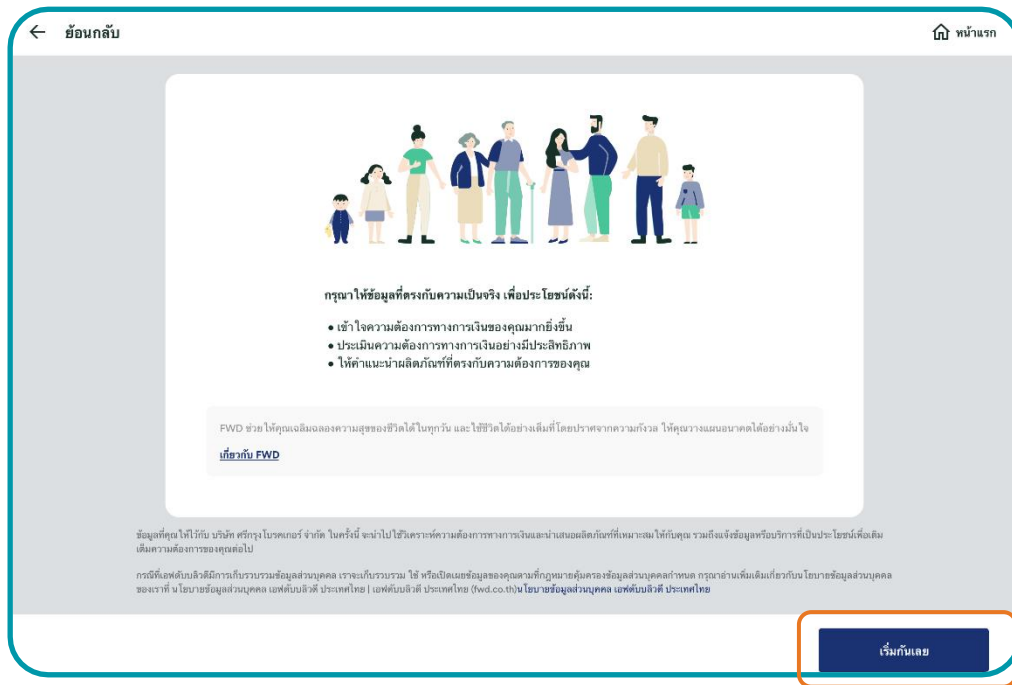 ย้อนกลับ
หน้าแรก
กรุณาให้ข้อมูลที่ตรงกับความเป็นจริง เพื่อประโยชน์ดังนี้:
● เข้าใจความต้องการทางการเงินของคุณมากยิ่งขึ้น
● ประเมินความต้องการทางการเงินอย่างมีประสิทธิภาพ
● ให้คำแนะนำผลิตภัณฑ์ที่ตรงกับความต้องการของคุณ
FWD ช่วยให้คุณเฉลิมฉลองความสุขของชีวิตได้ในทุกวัน และใช้ชีวิตได้อย่างเต็มที่โดยปราศจากความกังวล ให้คุณวางแผนอนาคตได้อย่างมั่นใจ
เกี่ยวกับ FWD
ข้อมูลที่คุณให้ไว้กับ บริษัท ศรีกรุงโบรคเกอร์ จำกัด ในครั้งนี้ จะนำไปใช้วิเคราะห์ความต้องการทางการเงินและนำเสนอผลิตภัณฑ์ที่เหมาะสมให้กับคุณ รวมถึงแจ้งข้อมูลหรือบริการที่เป็นประโยชน์เพื่อเติม
เต็มความต้องการของคุณต่อไป
กรณีที่เอฟดับบลิวดีมีการเก็บรวบรวมข้อมูลส่วนบุคคล เราจะเก็บรวบรวม ใช้ หรือเปิดเผยข้อมูลของคุณตามที่กฎหมายคุ้มครองข้อมูลส่วนบุคคลกำหนด กรุณาอ่านเพิ่มเติมเกี่ยวกับนโยบายข้อมูลส่วนบุคคล
ของเราที่ นโยบายข้อมูลส่วนบุคคล เอฟดับบลิวดี ประเทศไทย | เอฟดับบลิวดี ประเทศไทย (fwd.co.th)นโยบายข้อมูลส่วนบุคคล เอฟดับบลิวดี ประเทศไทย
เริ่มกันเลย